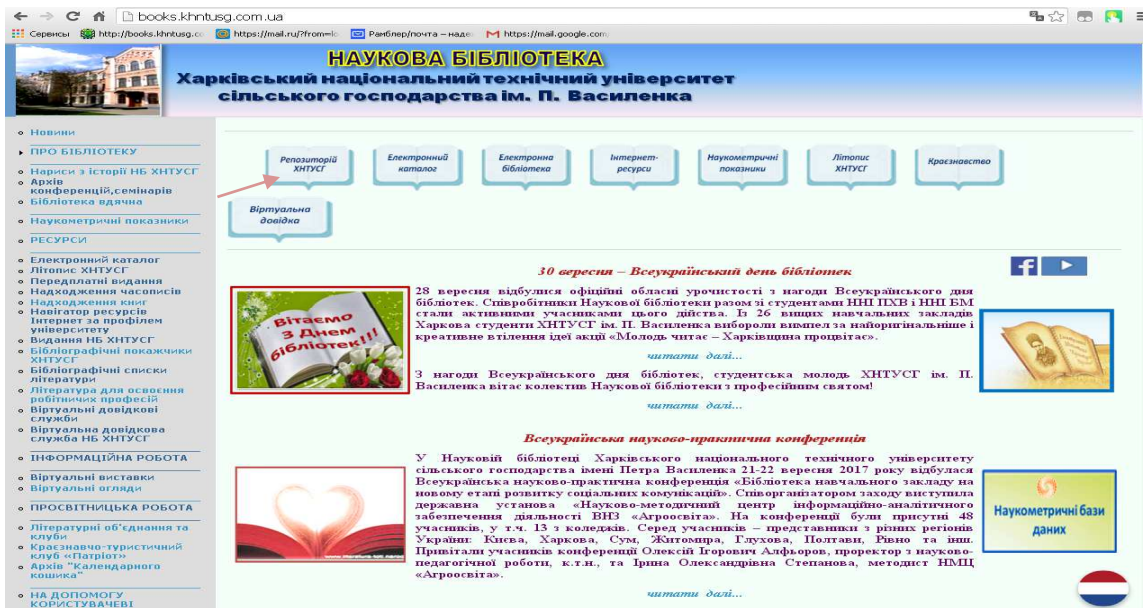 books.khntusg.com.ua
Сервисы
http://books.khntusg.co
https://mail.ru/?from=l
Рамблер/почта – наде
https://mail.google.com
НАУКОВА БІБЛІОТЕКА
Харківський національний технічний університет
сільського господарства ім. П. Василенка
Новини
ПРО БІБЛІОТЕКУ
Нариси з історії НБ ХНТУСГ
Архів
конференцій,семінарів
Бібліотека вдячна
Наукометричні показники
РЕСУРСИ
Електронний каталог
Літопис ХНТУСГ
Передплатні видання
Надходження часописів
Надходження книг
Навігатор ресурсів
Інтернет за профілем
університету
Видання НБ ХНТУСГ
Бібліографічні покажчики
ХНТУСГ
Бібліографічні списки
літератури
Література для освоєння
робітничих професій
Віртуальні довідкові
служби
Віртуальна довідкова
служба НБ ХНТУСГ
ІНФОРМАЦІЙНА РОБОТА
Віртуальні виставки
Віртуальні огляди
ПРОСВІТНИЦЬКА РОБОТА
Літературні об'єднання та
клуби
Краєзнавчо-туристичний
клуб «Патріот»
Архів "Календарного
кошика"
НА ДОПОМОГУ
КОРИСТУВАЧЕВІ
Репозиторій
ХНТУСГ
Електронний
каталог
Електронна
бібліотека
Інтернет-
ресурси
Наукометричні
показники
Літопис
ХНТУСГ
Краєзнавство
Віртуальна
довідка
30 вересня – Всеукраїнський день бібліотек
Вітаємо
з Днем
бібліотек!!
28 вересня відбулися офіційні обласні урочистості з нагоди Всеукраїнського дня
бібліотек. Співробітники Наукової бібліотеки разом зі студентами ННІ ПХВ і ННІ БМ
стали активними учасниками цього дійства. Із 26 вищих навчальних закладів
Харкова студенти ХНТУСГ ім. П. Василенка вибороли вимпел за найоригінальніше і
креативне втілення ідеї акції «Молодь читає – Харківщина процвітає».
читати далі...
З нагоди Всеукраїнського дня бібліотек, студентська молодь ХНТУСГ ім. П.
Василенка вітає колектив Наукової бібліотеки з професійним святом!
читати далі...
Всеукраїнська науково-практична конференція
У Науковій бібліотеці Харківського національного технічного університету
сільського господарства імені Петра Василенка 21-22 вересня 2017 року відбулася
Всеукраїнська науково-практична конференція «Бібліотека навчального закладу на
новому етапі розвитку соціальних комунікацій». Співорганізатором заходу виступила
державна установа «Науково-методичний центр інформаційно-аналітичного
забезпечення діяльності ВНЗ «Агроосвіта». На конференції були присутні 48
учасників, у т.ч. 13 з коледжів. Серед учасників – представники з різних регіонів
України: Києва, Харкова, Сум, Житомира, Глухова, Полтави, Рівно та інш.
Привітали учасників конференції Олексій Ігорович Алфьоров, проректор з науково-
педагогічної роботи, к.т.н., та Ірина Олександрівна Степанова, методист НМЦ
«Агроосвіта».
читати далі...
Наукометричні бази
даних